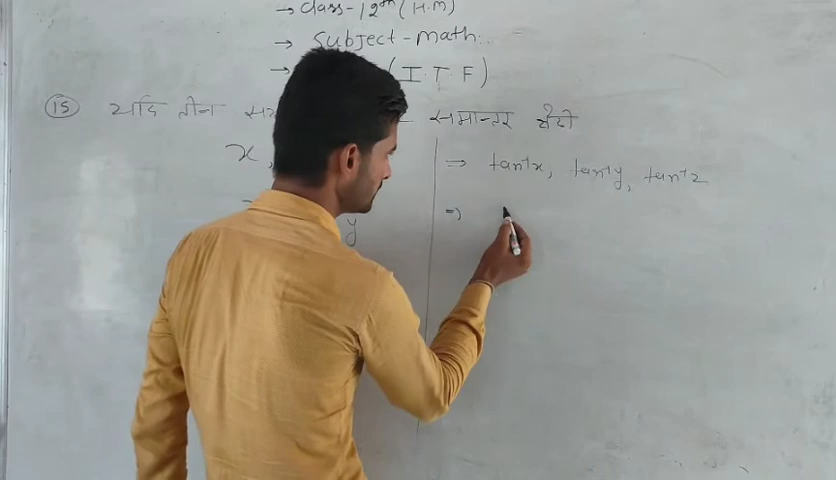 → Class-12th (H.M)
→ Subject-math..
→ (I.T.F)
(15) यदि तीन समान्तर श्रेढी
x,
y
⇒ tan⁻¹x, tan⁻¹y, tan⁻¹z
⇒